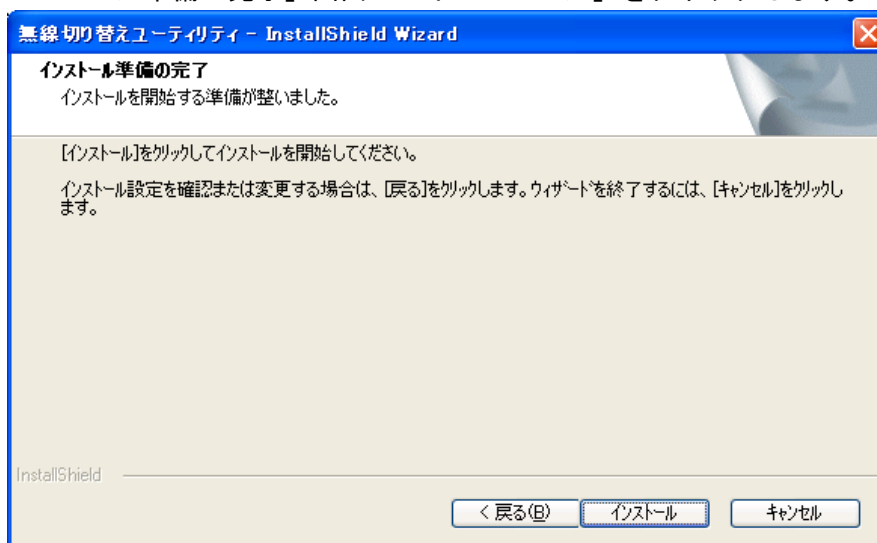 無線切り替えユーティリティ - InstallShield Wizard
インストール準備の完了
インストールを開始する準備が整いました。
[インストール]をクリックしてインストールを開始してください。
インストール設定を確認または変更する場合は、[戻る]をクリックします。ウィザードを終了するには、[キャンセル]をクリックし
ます。
InstallShield
< 戻る(B) インストール キャンセル